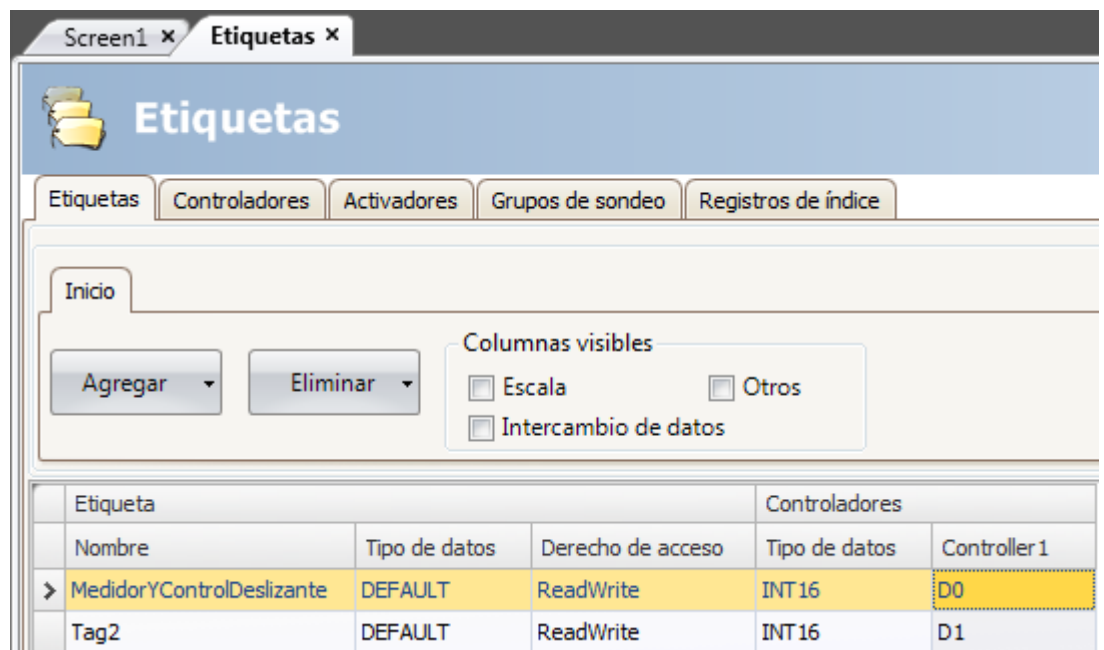 Screen1 × Etiquetas ×
Etiquetas
Etiquetas Controladores Activadores Grupos de sondeo Registros de índice
Inicio
Columnas visibles
Agregar Eliminar Escala Otros
Intercambio de datos
Etiqueta Controladores
Nombre Tipo de datos Derecho de acceso Tipo de datos Controller1
MedidorYControlDeslizante DEFAULT ReadWrite INT16 D0
Tag2 DEFAULT ReadWrite INT16 D1